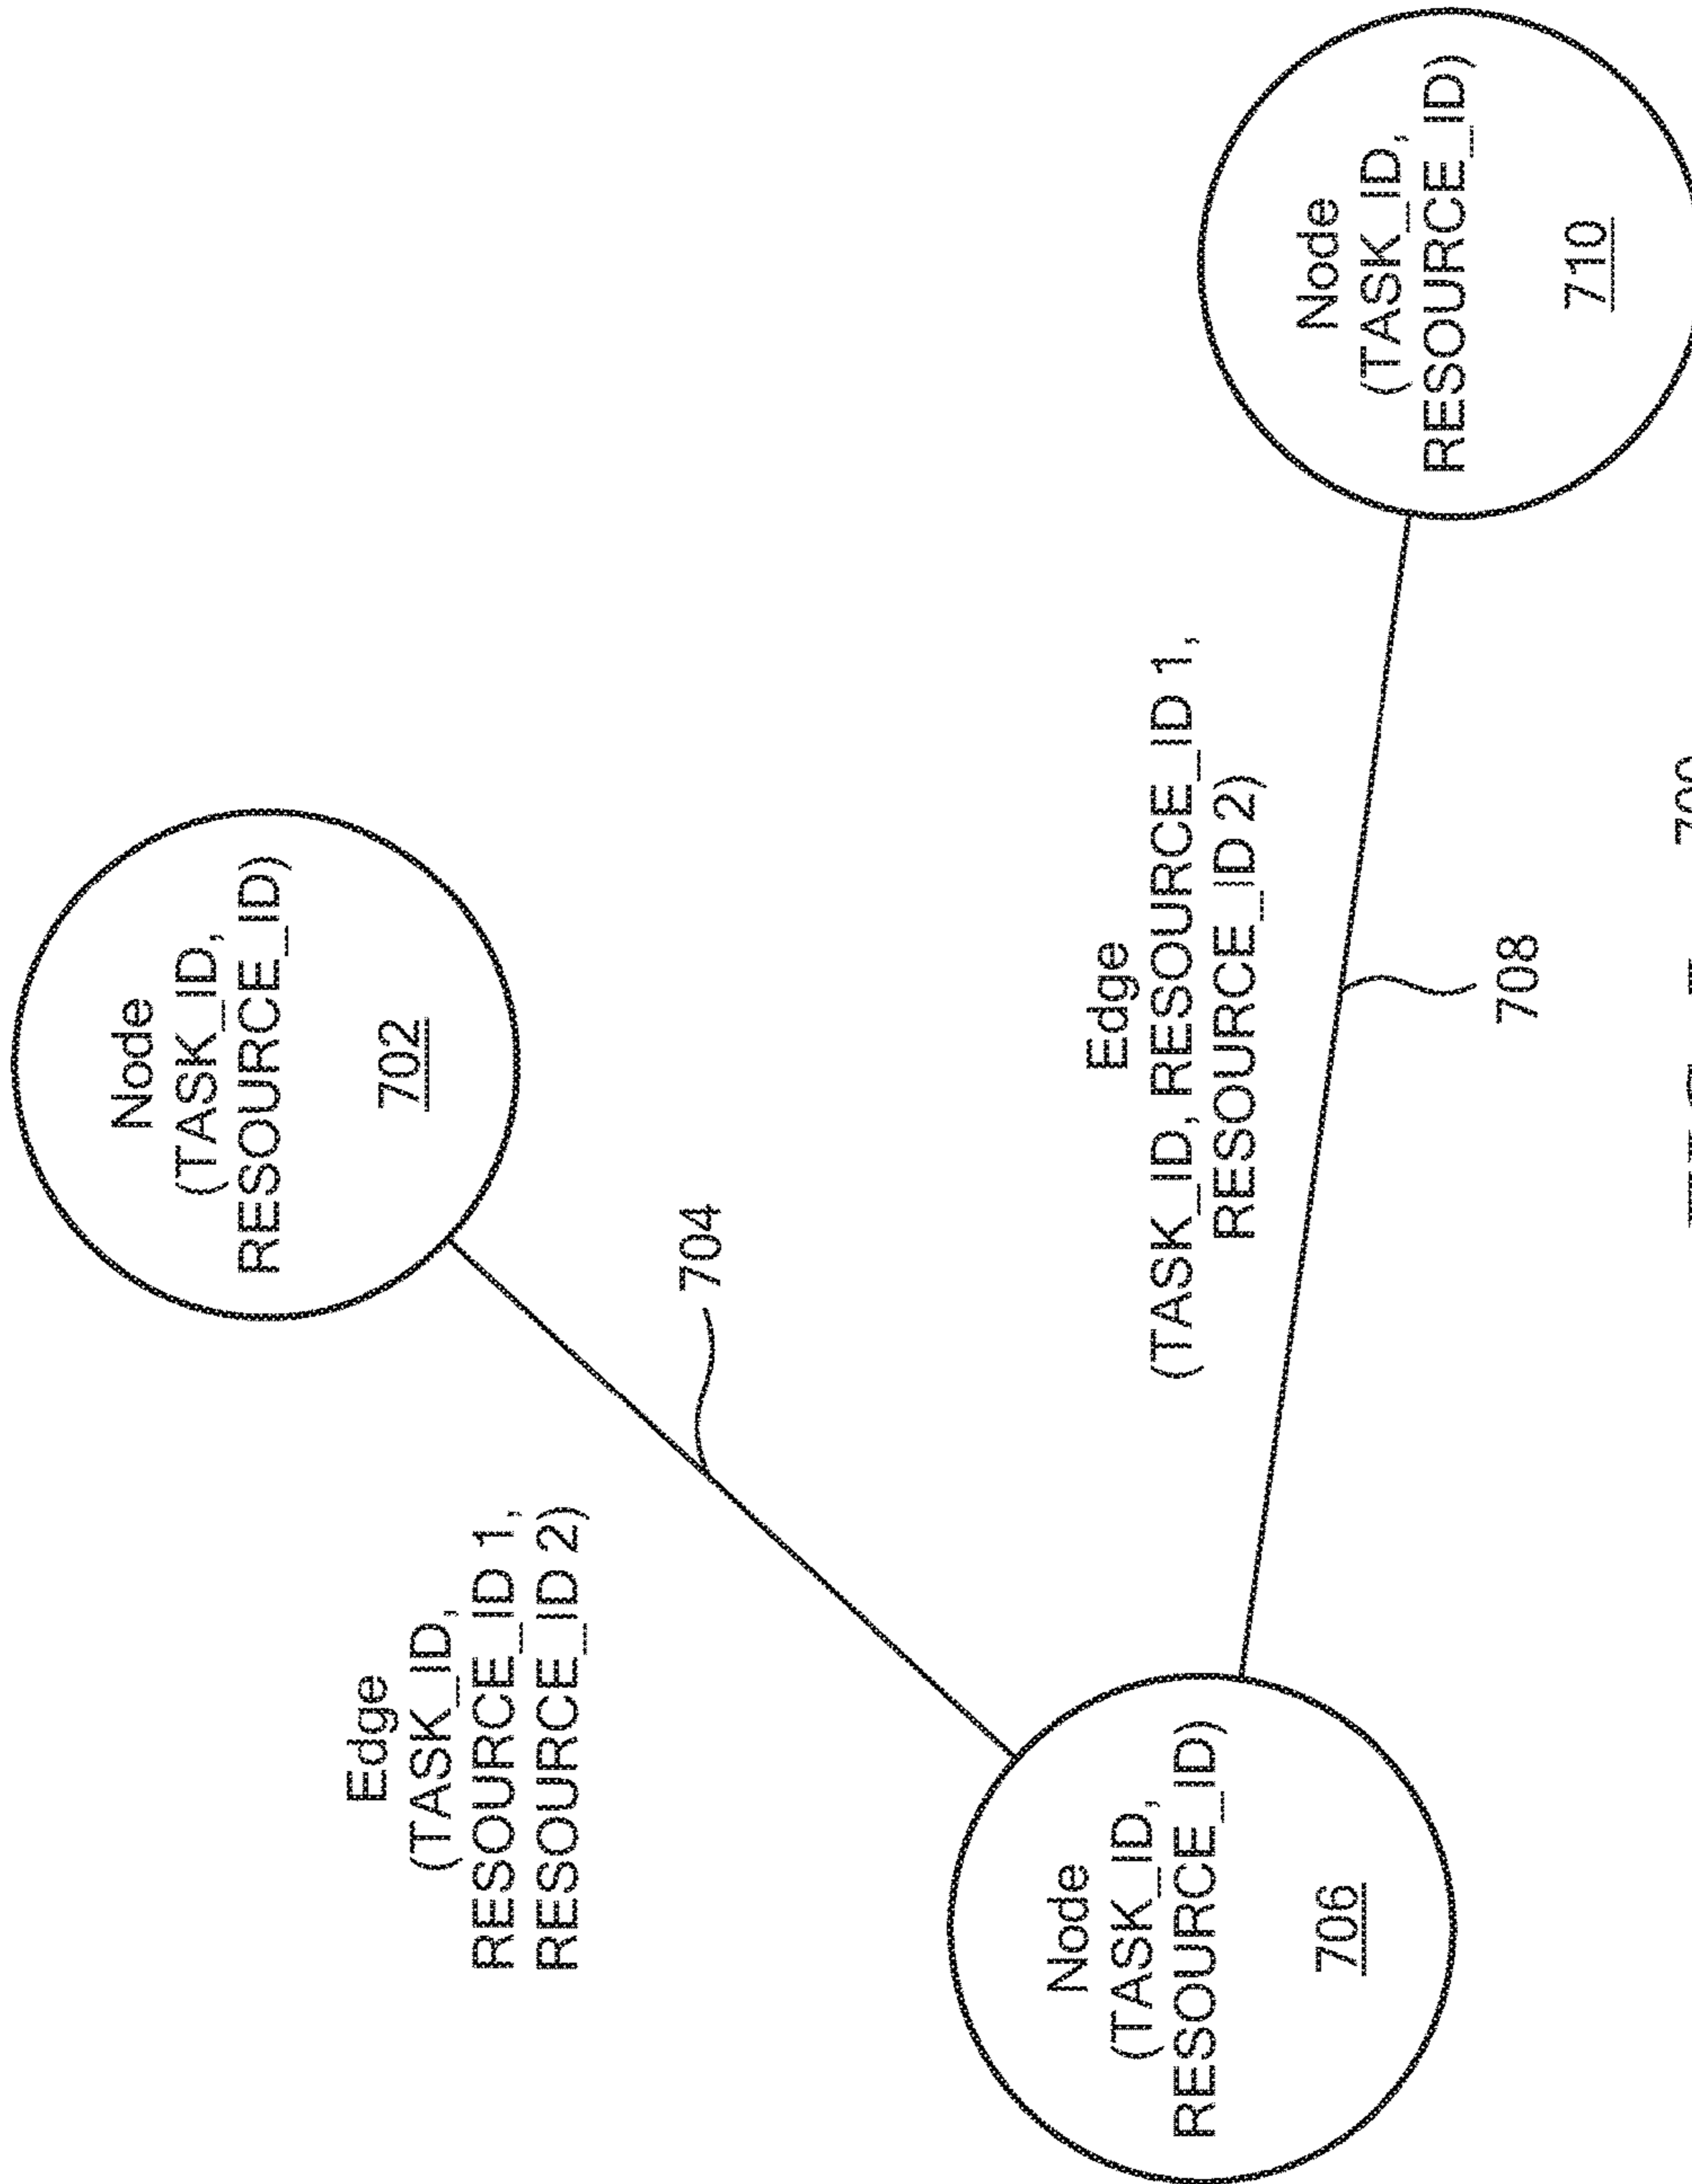 Node
(TASK_ID,
RESOURCE_ID)
702
Edge
(TASK_ID,
RESOURCE_ID 1,
RESOURCE_ID 2)
704
Node
(TASK_ID,
RESOURCE_ID)
706
Edge
(TASK_ID, RESOURCE_ID 1,
RESOURCE_ID 2)
708
Node
(TASK_ID,
RESOURCE_ID)
710